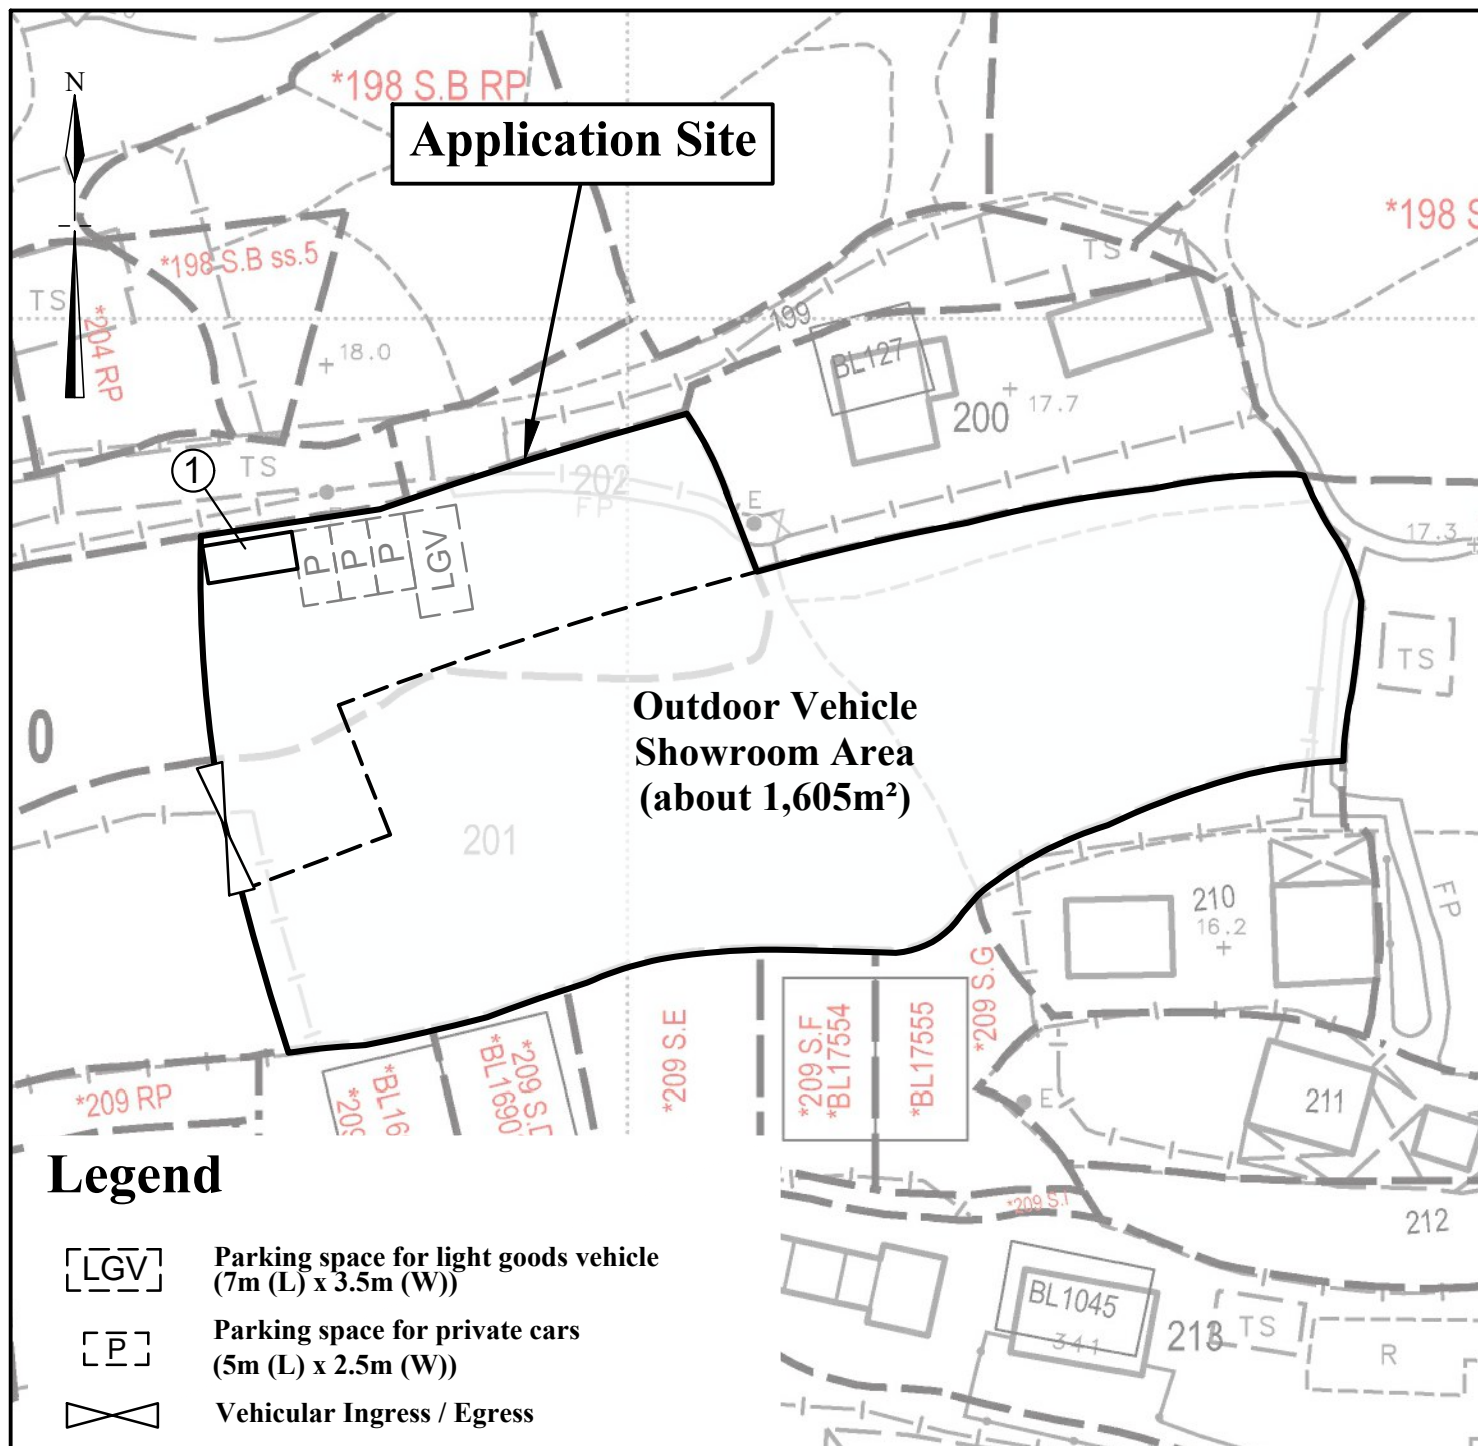 N
*198 S.B RP
Application Site
*198 S
*198 S.B ss.5
TS
TS
*204 RP
18.0
199
BL127
200
17.7
1
TS
202
FP
E
17.3
P
P
P
LGV
TS
0
Outdoor Vehicle
Showroom Area
(about 1,605m²)
201
210
16.2
FP
*209 S.G
*209 S.E
*209 S.F
*BL17554
*BL17555
*209 S.D
*BL1690
*BL16
*209
*209 RP
E
211
212
*209 S.I
BL1045
341
213
TS
R
Legend
LGV
Parking space for light goods vehicle
(7m (L) x 3.5m (W))
P
Parking space for private cars
(5m (L) x 2.5m (W))
Vehicular Ingress / Egress